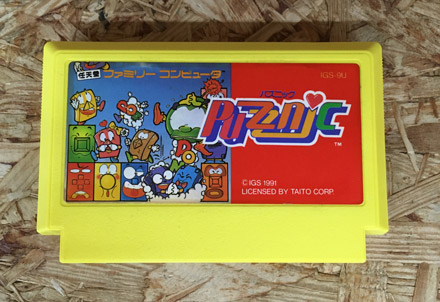 任天堂 ファミリー コンピュータ
IGS-9U
パズニック
PUZZNIC
TM
© IGS 1991
LICENSED BY TAITO CORP.